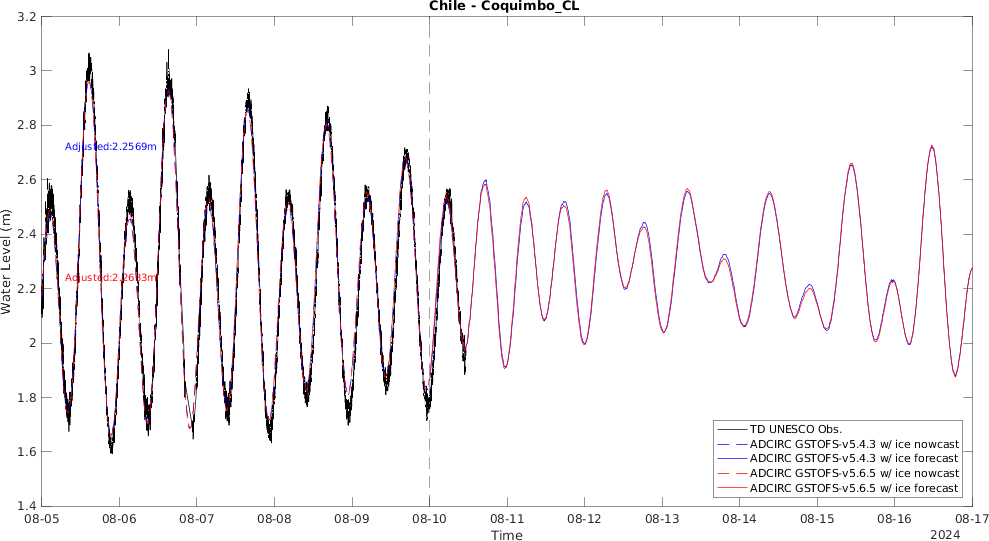 Chile - Coquimbo_CL
3.2
3
2.8
2.6
2.4
2.2
2
1.8
1.6
1.4
Water Level (m)
Adjusted:2.2569m
Adjusted:2.2683m
TD UNESCO Obs.
ADCIRC GSTOFS-v5.4.3 w/ ice nowcast
ADCIRC GSTOFS-v5.4.3 w/ ice forecast
ADCIRC GSTOFS-v5.6.5 w/ ice nowcast
ADCIRC GSTOFS-v5.6.5 w/ ice forecast
08-05 08-06 08-07 08-08 08-09 08-10 08-11 08-12 08-13 08-14 08-15 08-16 08-17
Time
2024